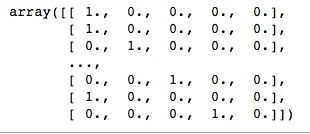 array([[ 1.,  0.,  0.,  0.,  0.],
       [ 1.,  0.,  0.,  0.,  0.],
       [ 0.,  1.,  0.,  0.,  0.],
       ...,
       [ 0.,  0.,  1.,  0.,  0.],
       [ 1.,  0.,  0.,  0.,  0.],
       [ 0.,  0.,  0.,  1.,  0.]])